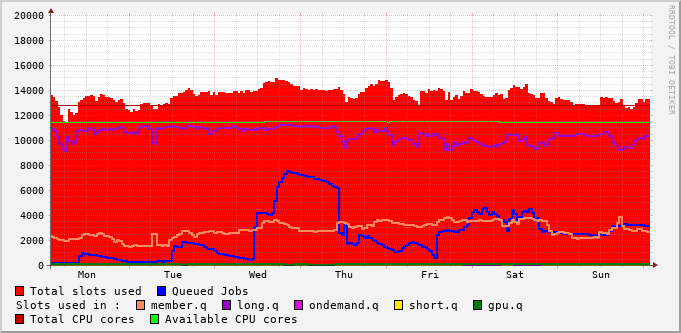 20000
18000
16000
14000
12000
10000
8000
6000
4000
2000
0
Mon Tue Wed Thu Fri Sat Sun
RRDTOOL / TOBI OETIKER
Total slots used Queued Jobs
Slots used in : member.q long.q ondemand.q short.q gpu.q
Total CPU cores Available CPU cores